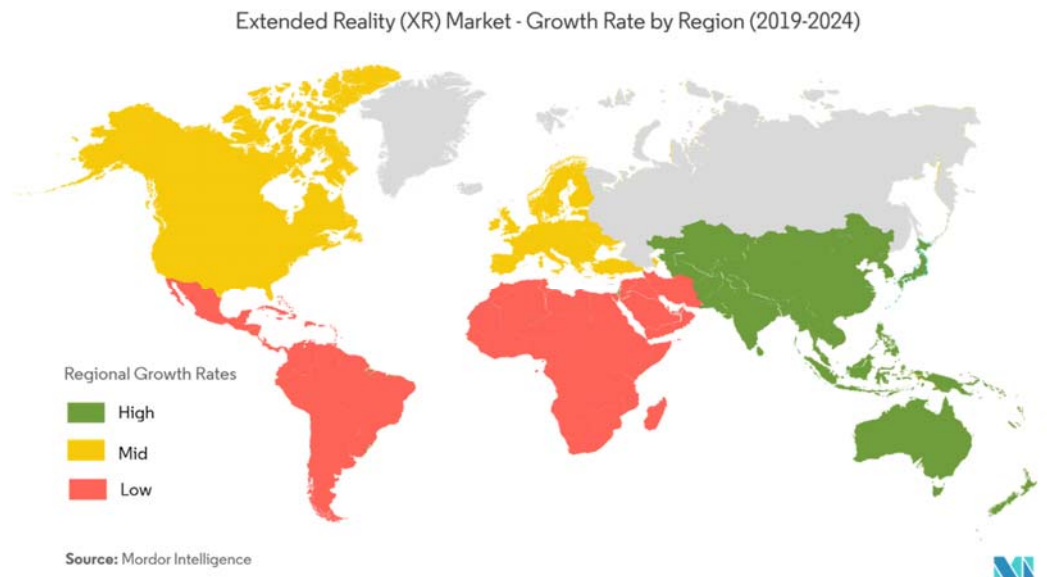 Extended Reality (XR) Market - Growth Rate by Region (2019-2024)
Regional Growth Rates
High
Mid
Low
Source: Mordor Intelligence